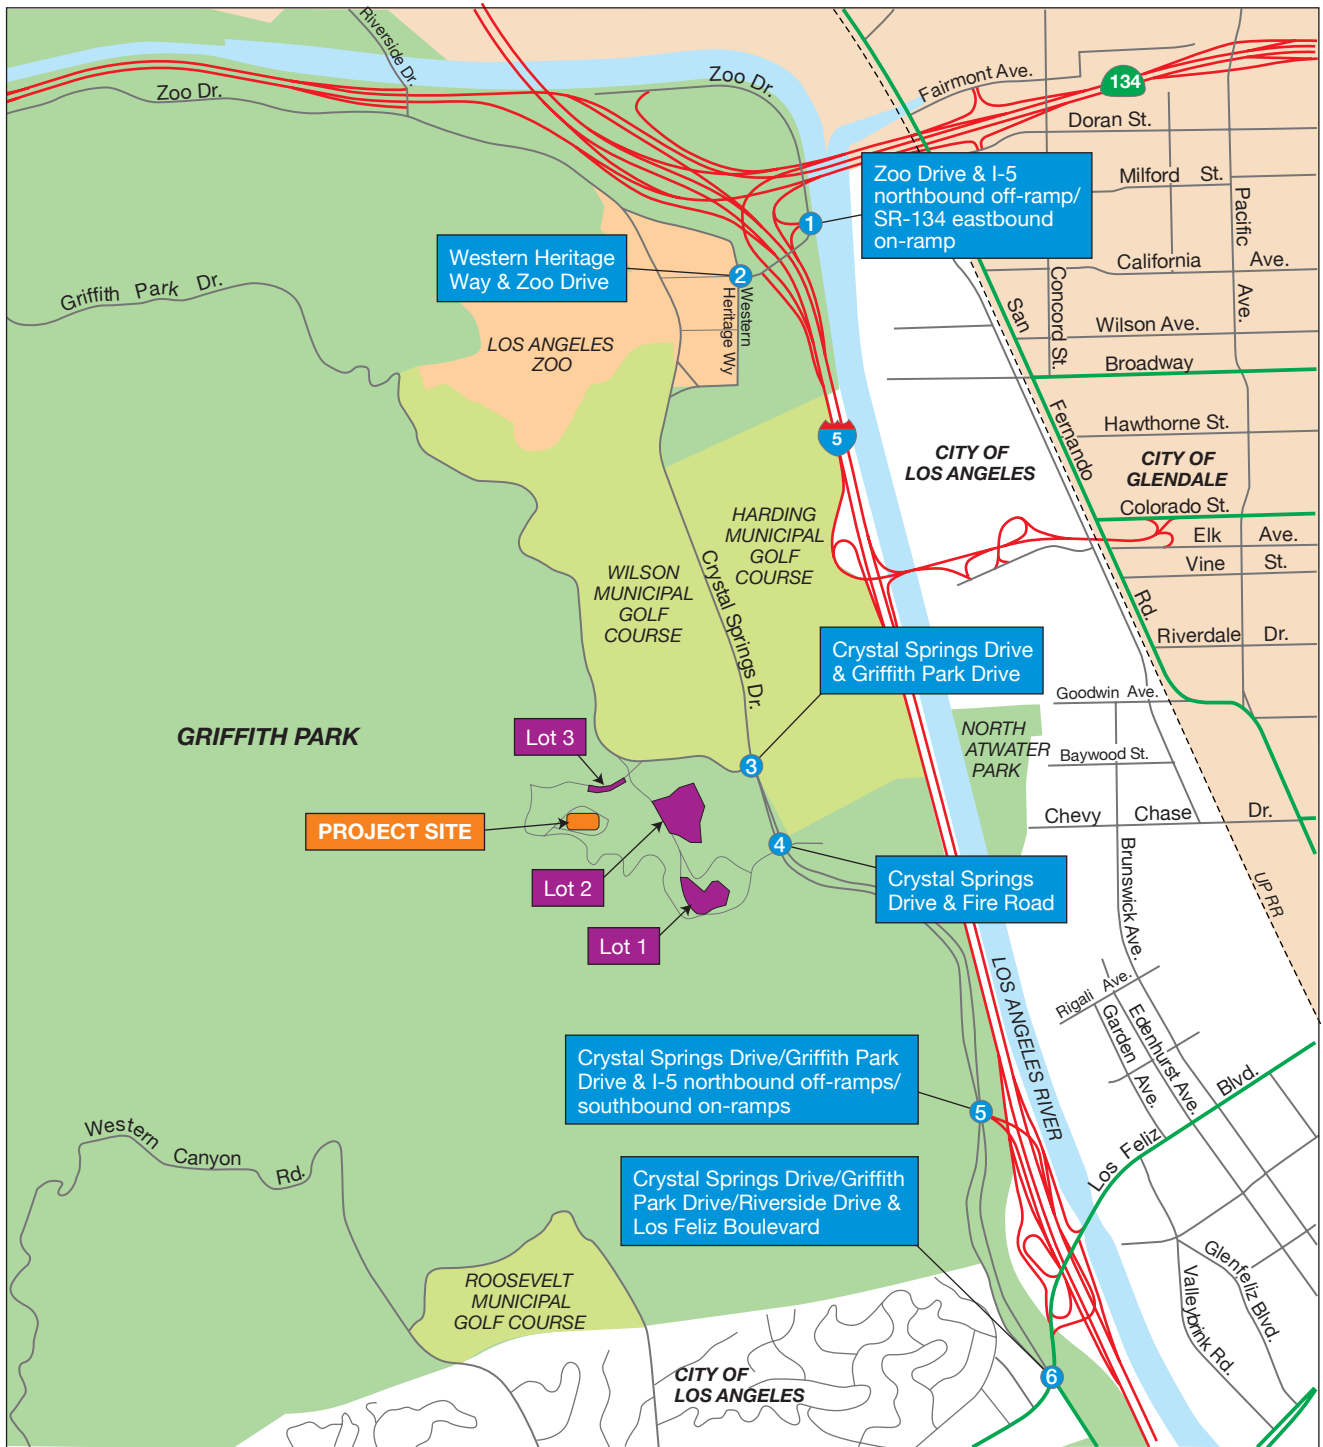 Riverside Dr.
Zoo Dr.
Zoo Dr.
Fairmont Ave.
134
Doran St.
Zoo Drive & I-5
northbound off-ramp/
SR-134 eastbound
on-ramp
Milford St.
Pacific Ave.
1
Western Heritage
Way & Zoo Drive
2
Western
Heritage Wy
California Ave.
Griffith Park Dr.
Concord St.
San Fernando Rd.
Wilson Ave.
LOS ANGELES
ZOO
Broadway
5
Hawthorne St.
CITY OF
LOS ANGELES
CITY OF
GLENDALE
Colorado St.
HARDING
MUNICIPAL
GOLF
COURSE
Elk Ave.
Vine St.
WILSON
MUNICIPAL
GOLF
COURSE
Crystal Springs Dr.
Riverdale Dr.
Crystal Springs Drive
& Griffith Park Drive
Goodwin Ave.
GRIFFITH PARK
Lot 3
NORTH
ATWATER
PARK
Baywood St.
3
PROJECT SITE
Chevy Chase Dr.
4
Lot 2
Crystal Springs
Drive & Fire Road
Brunswick Ave.
UP RR
Lot 1
LOS ANGELES RIVER
Rigali Ave.
Garden Ave.
Edenhurst Ave.
Crystal Springs Drive/Griffith Park
Drive & I-5 northbound off-ramps/
southbound on-ramps
5
Los Feliz Blvd.
Western Canyon Rd.
Crystal Springs Drive/Griffith
Park Drive/Riverside Drive &
Los Feliz Boulevard
Glenfeliz Blvd.
Valleybrink Rd.
ROOSEVELT
MUNICIPAL
GOLF COURSE
CITY OF
LOS ANGELES
6